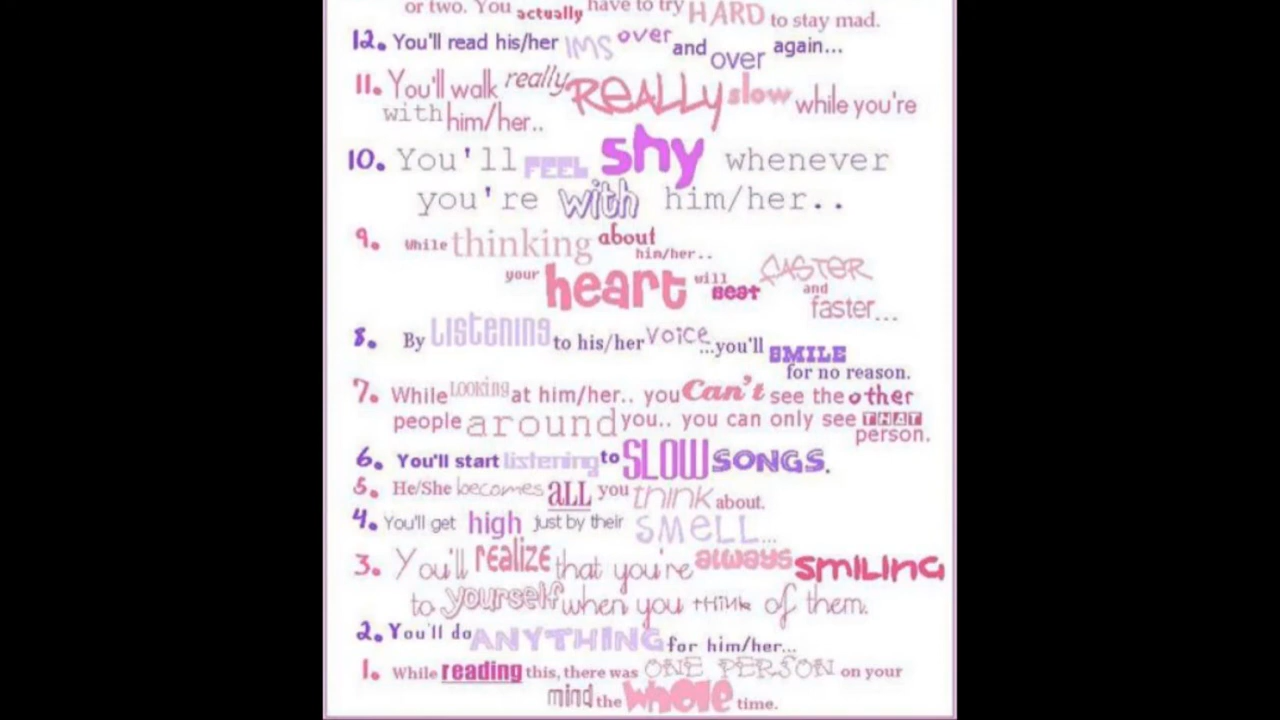 or two. You actually have to try HARD to stay mad.
12. You'll read his/her IMS over and over again...
11. You'll walk really REALLY slow while you're
with him/her..
10. You'll FEEL shy whenever
you're with him/her..
9. While thinking about him/her..
your heart will BEAT FASTER and faster...
8. By Listening to his/her voice ...you'll SMILE
for no reason.
7. While LOOKING at him/her.. you Can't see the other
people around you.. you can only see THAT
person.
6. You'll start listening to SLOW SONGS.
5. He/She becomes ALL you think about.
4. You'll get high just by their SMELL...
3. You'll REALIZE that you're always SMILING
to yourself when you THINK of them.
2. You'll do ANYTHING for him/her...
1. While reading this, there was ONE PERSON on your
mind the WHOLE time.